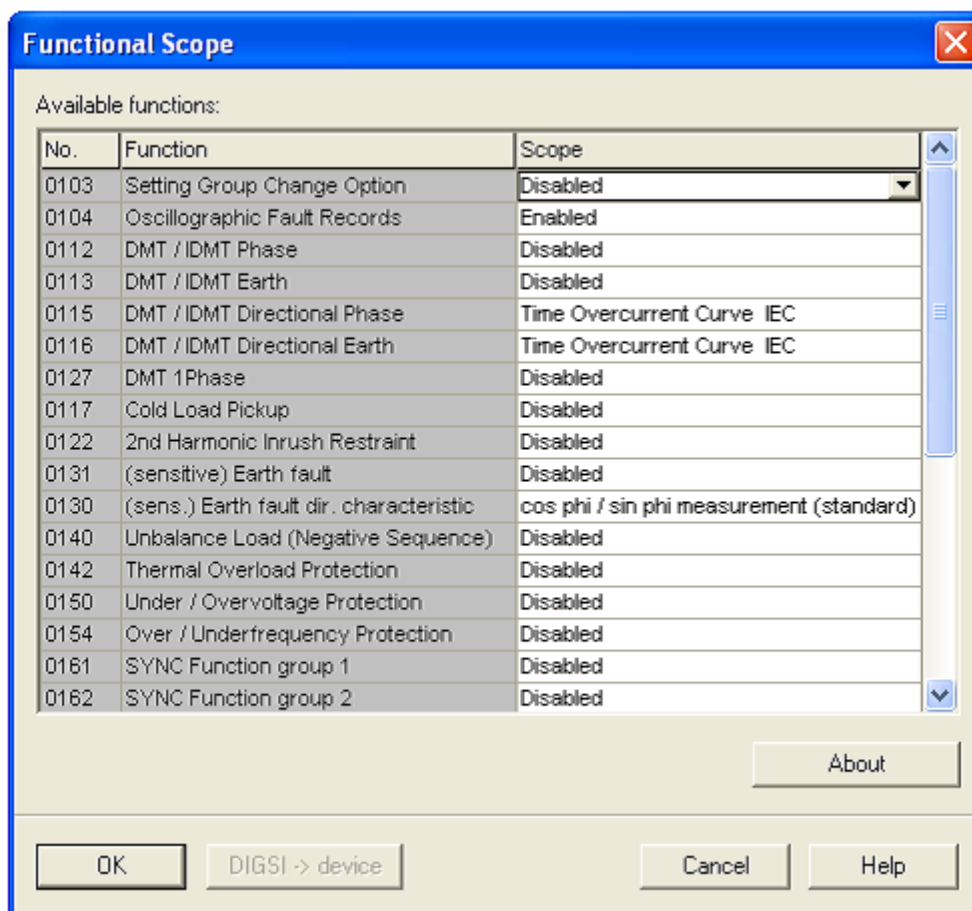 Functional Scope
Available functions:
No. Function Scope
0103 Setting Group Change Option Disabled
0104 Oscillographic Fault Records Enabled
0112 DMT / IDMT Phase Disabled
0113 DMT / IDMT Earth Disabled
0115 DMT / IDMT Directional Phase Time Overcurrent Curve IEC
0116 DMT / IDMT Directional Earth Time Overcurrent Curve IEC
0127 DMT 1Phase Disabled
0117 Cold Load Pickup Disabled
0122 2nd Harmonic Inrush Restraint Disabled
0131 (sensitive) Earth fault Disabled
0130 (sens.) Earth fault dir. characteristic cos phi / sin phi measurement (standard)
0140 Unbalance Load (Negative Sequence) Disabled
0142 Thermal Overload Protection Disabled
0150 Under / Overvoltage Protection Disabled
0154 Over / Underfrequency Protection Disabled
0161 SYNC Function group 1 Disabled
0162 SYNC Function group 2 Disabled
About
OK DIGSI -> device Cancel Help